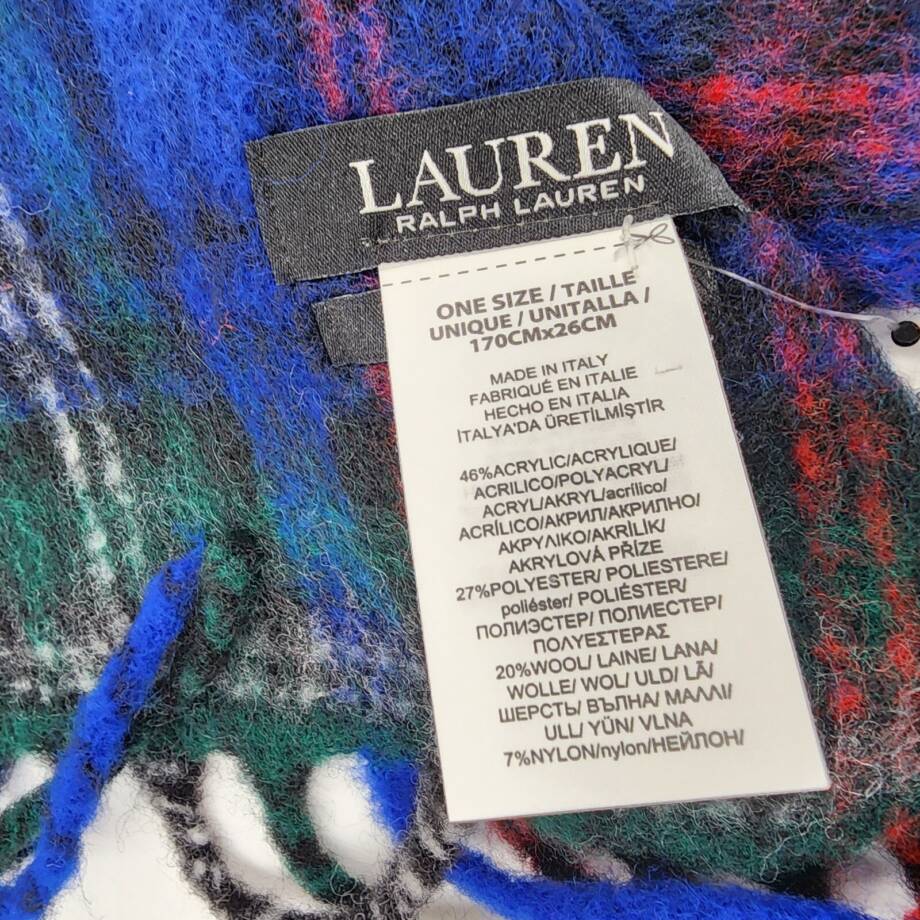 LAUREN
RALPH LAUREN
ONE SIZE / TAILLE
UNIQUE / UNITALLA /
170CMx26CM
MADE IN ITALY
FABRIQUÉ EN ITALIE
HECHO EN ITALIA
İTALYA'DA ÜRETİLMİŞTİR
46%ACRYLIC/ACRYLIQUE/
ACRILICO/POLYACRYL/
ACRYL/AKRYL/acrílico/
ACRÍLICO/АКРИЛ/АКРИЛНО/
ΑΚΡΥΛΙΚΟ/AKRİLİK/
AKRYLOVÁ PŘÍZE
27%POLYESTER/ POLIESTERE/
poliéster/ POLIÉSTER/
ПОЛИЭСТЕР/ ПОЛИЕСТЕР/
ΠΟΛΥΕΣΤΕΡΑΣ
20%WOOL/ LAINE/ LANA/
WOLLE/ WOL/ ULD/ LÃ/
ШЕРСТЬ/ ВЪЛНА/ ΜΑΛΛΙ/
ULL/ YÜN/ VLNA
7%NYLON/nylon/НЕЙЛОН/